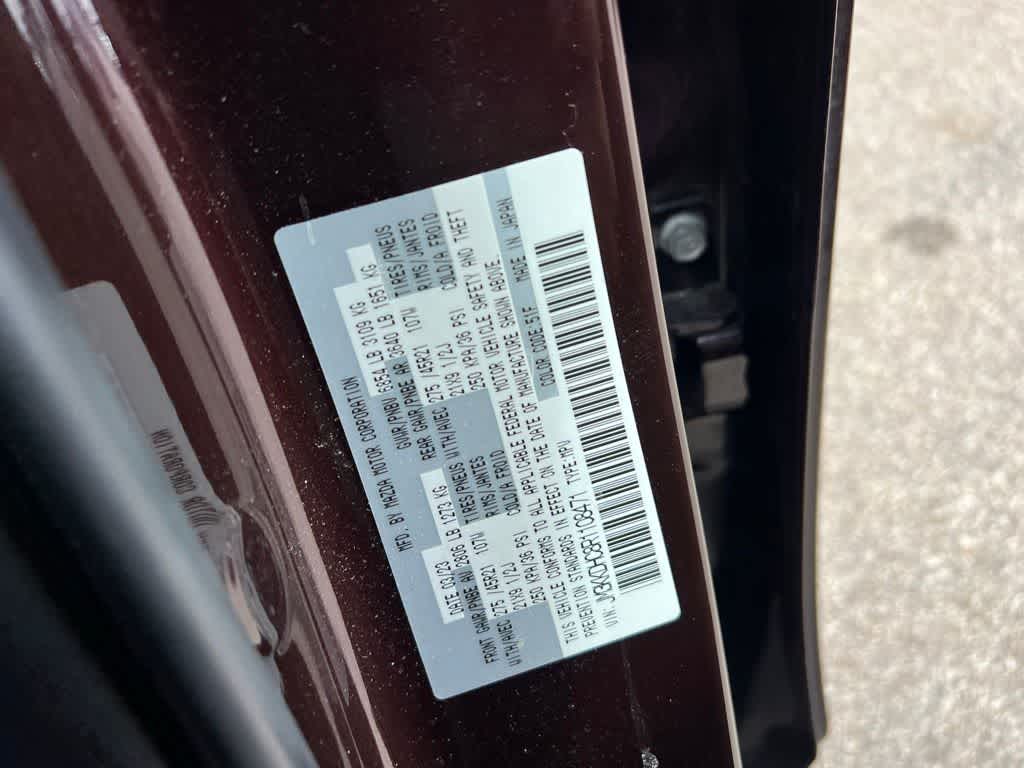 MFD. BY MAZDA MOTOR CORPORATION
DATE 03/23
GVWR/PNBV 6854 LB 3109 KG
FRONT GAWR/PNBE AV 2806 LB 1273 KG
REAR GAWR/PNBE AR 3640 LB 1651 KG
WITH/AVEC 275 /45R21 107W TIRES/PNEUS
WITH/AVEC 275 /45R21 107W TIRES/PNEUS
21X9 1/2J RIMS/JANTES
21X9 1/2J RIMS/JANTES
250 KPA/36 PSI COLD/A FROID
250 KPA/36 PSI COLD/A FROID
THIS VEHICLE CONFORMS TO ALL APPLICABLE FEDERAL MOTOR VEHICLE SAFETY AND THEFT
PREVENTION STANDARDS IN EFFECT ON THE DATE OF MANUFACTURE SHOWN ABOVE.
VIN: TYPE: MPV
COLOR CODE: 51F MADE IN JAPAN
CORPORATION